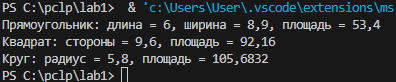 PS C:\pclp\lab1>  & 'c:\Users\User\.vscode\extensions\ms
Прямоугольник: длина = 6, ширина = 8,9, площадь = 53,4
Квадрат: стороны = 9,6, площадь = 92,16
Круг: радиус = 5,8, площадь = 105,6832
PS C:\pclp\lab1>